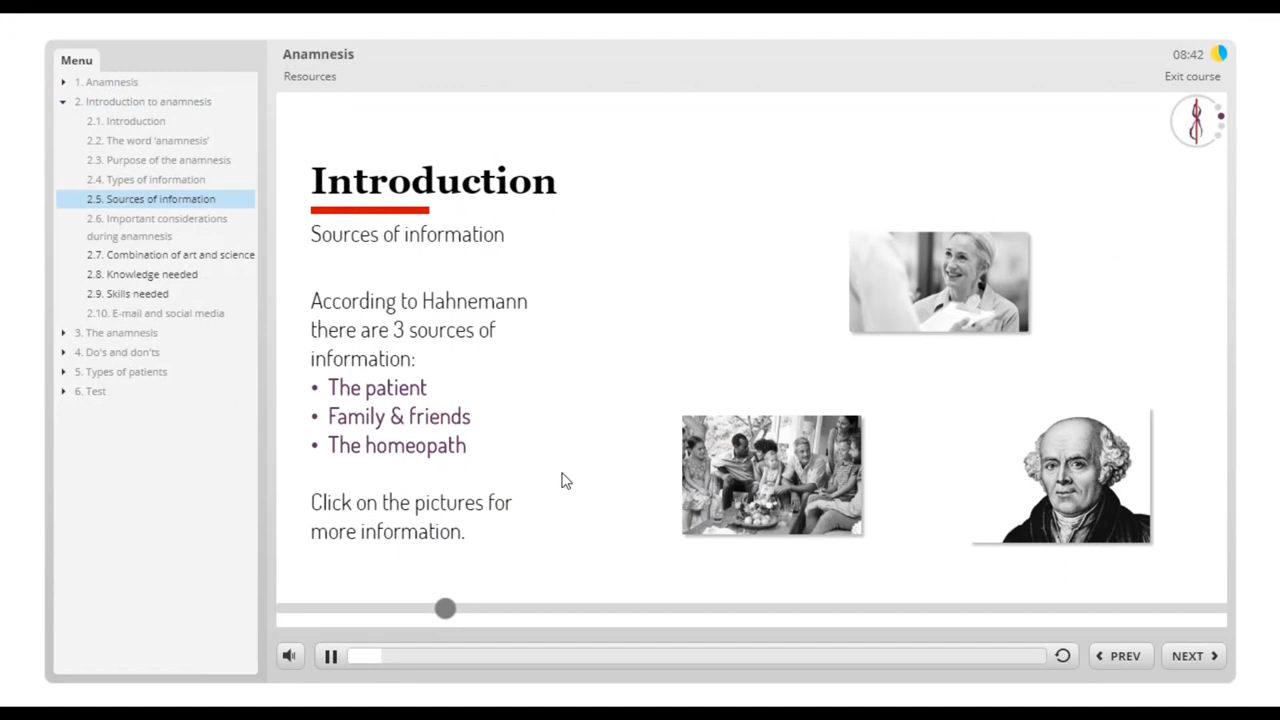 Menu
1. Anamnesis
2. Introduction to anamnesis
2.1. Introduction
2.2. The word 'anamnesis'
2.3. Purpose of the anamnesis
2.4. Types of information
2.5. Sources of information
2.6. Important considerations
during anamnesis
2.7. Combination of art and science
2.8. Knowledge needed
2.9. Skills needed
2.10. E-mail and social media
3. The anamnesis
4. Do's and don'ts
5. Types of patients
6. Test
Anamnesis
08:42
Resources
Exit course
Introduction
Sources of information
According to Hahnemann
there are 3 sources of
information:
• The patient
• Family & friends
• The homeopath
Click on the pictures for
more information.
PREV
NEXT